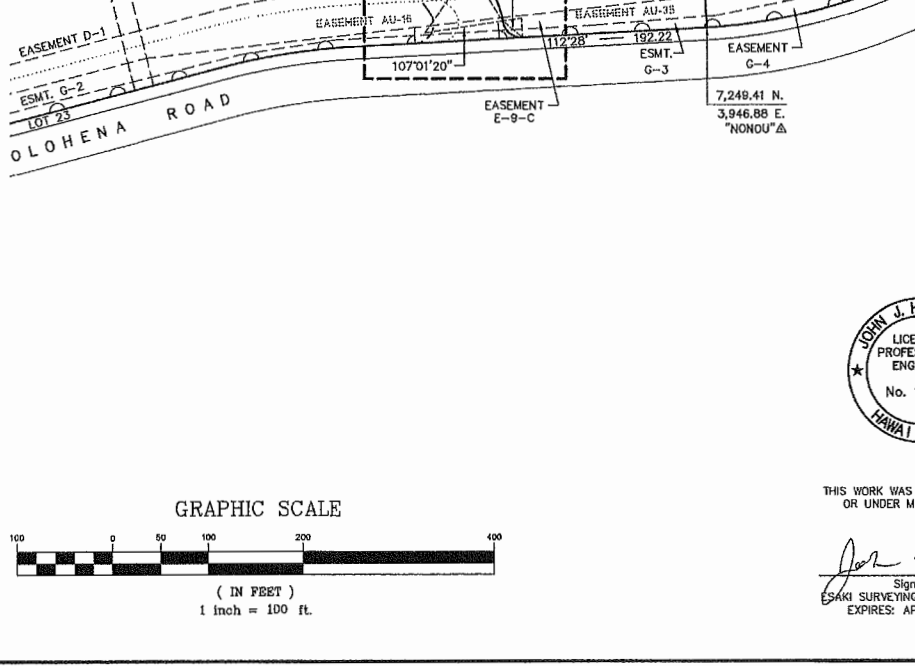 EASEMENT D-1
EASEMENT AU-16
EASEMENT AU-35
112°28'
192.22
ESMT.
G-3
EASEMENT
G-4
107°01'20"
ESMT. G-2
LOT 23
OLOHENA ROAD
EASEMENT
E-9-C
7,249.41 N.
3,946.88 E.
"NONOU"
JOHN J. H
LICE
PROFES
ENG
No.
HAWAI
THIS WORK WAS
OR UNDER M
GRAPHIC SCALE
100 0 50 100 200 400
( IN FEET )
1 inch = 100 ft.
Sign
ESAKI SURVEYING
EXPIRES: AP